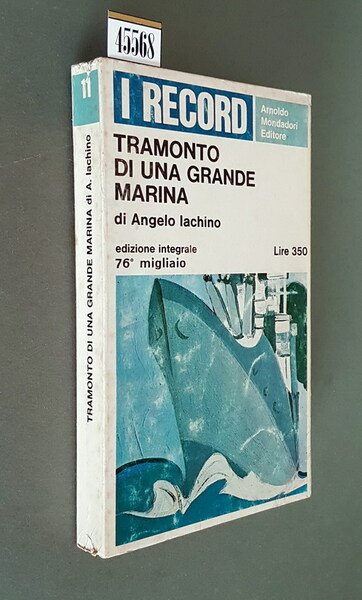 45568
11
I RECORD
Arnoldo
Mondadori
Editore
TRAMONTO
DI UNA GRANDE
MARINA
di Angelo Iachino
edizione integrale
76° migliaio
Lire 350
TRAMONTO DI UNA GRANDE MARINA di A. Iachino